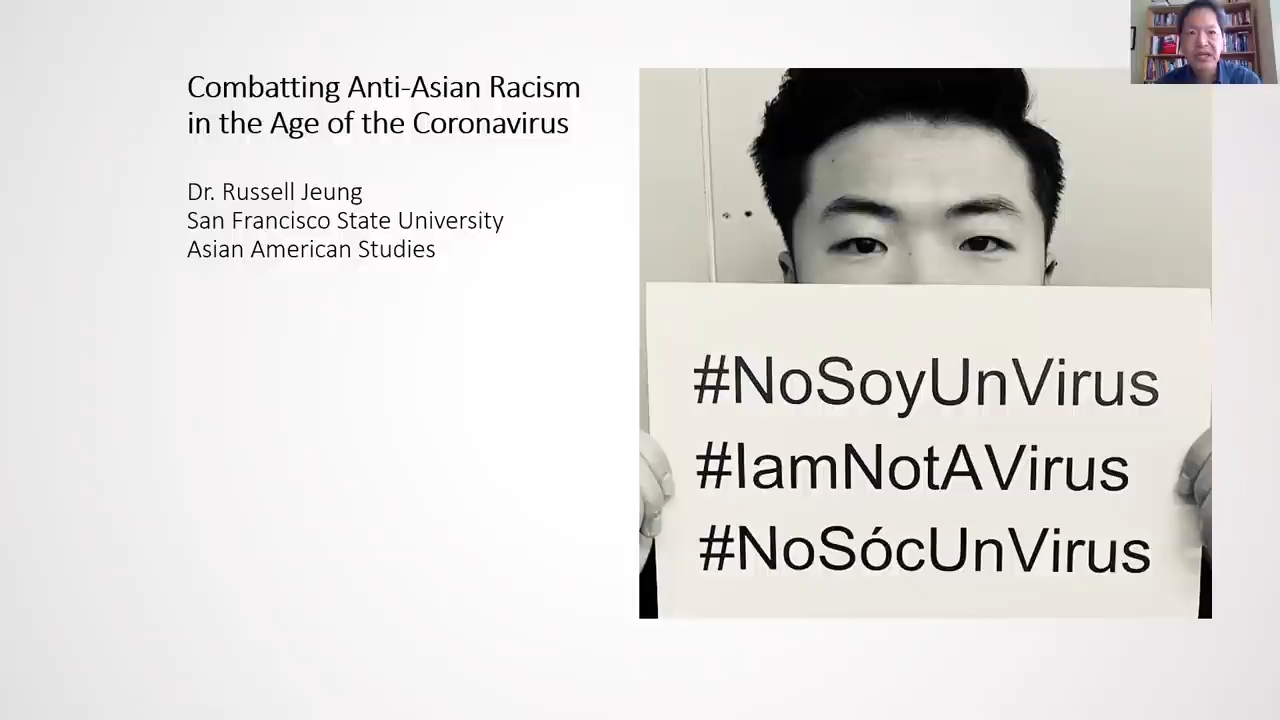 Combatting Anti-Asian Racism
in the Age of the Coronavirus
Dr. Russell Jeung
San Francisco State University
Asian American Studies
#NoSoyUnVirus
#IamNotAVirus
#NoSócUnVirus